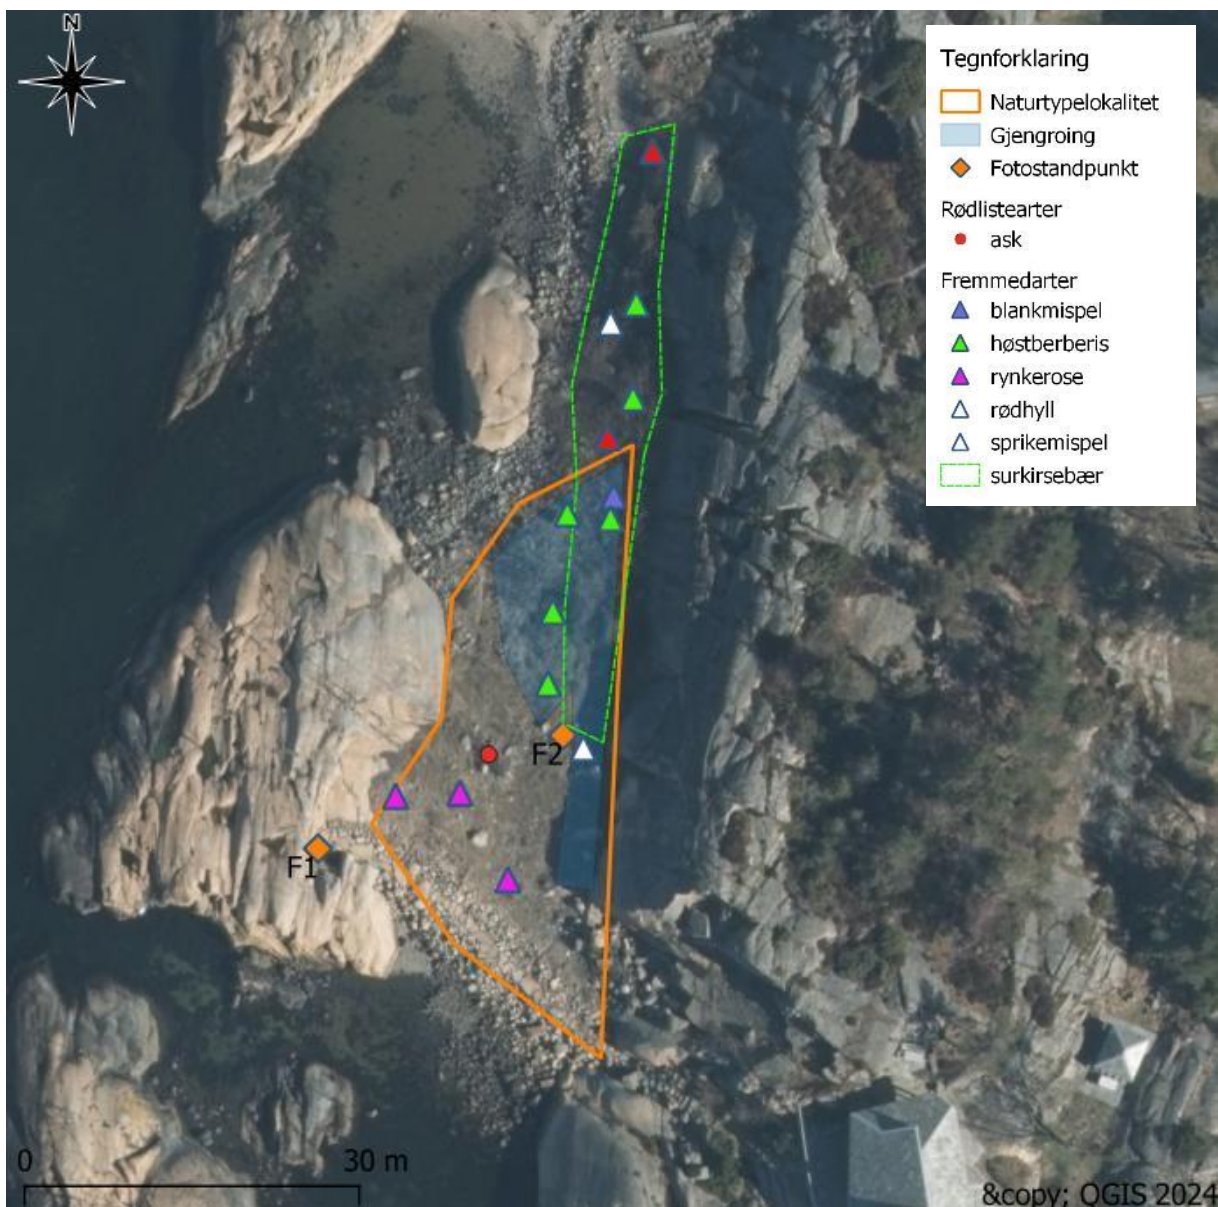 N
Tegnforklaring
Naturtypelokalitet
Gjengroing
Fotostandpunkt
Rødlistearter
ask
Fremmedarter
blankmispel
høstberberis
rynkerose
rødhyll
sprikemispel
surkirsebær
F2
F1
0 30 m
&copy; QGIS 2024